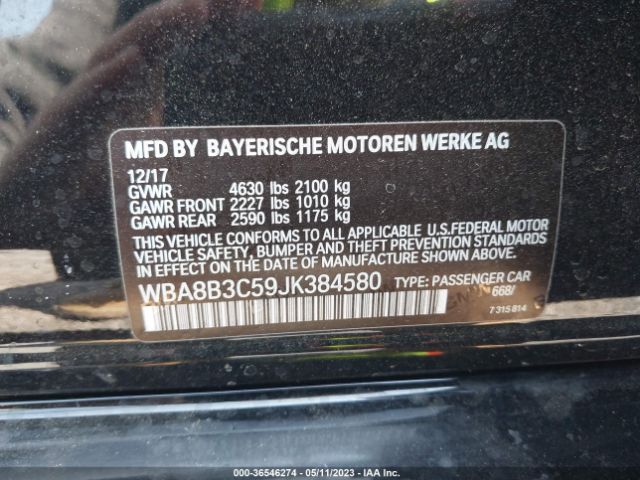 MFD BY BAYERISCHE MOTOREN WERKE AG
12/17
GVWR 4630 lbs 2100 kg
GAWR FRONT 2227 lbs 1010 kg
GAWR REAR 2590 lbs 1175 kg
THIS VEHICLE CONFORMS TO ALL APPLICABLE U.S.FEDERAL MOTOR
VEHICLE SAFETY, BUMPER AND THEFT PREVENTION STANDARDS
IN EFFECT ON THE DATE OF MANUFACTURE SHOWN ABOVE.
WBA8B3C59JK384580 TYPE: PASSENGER CAR
668/
7315814
000-36546274 - 05/11/2023 - IAA Inc.